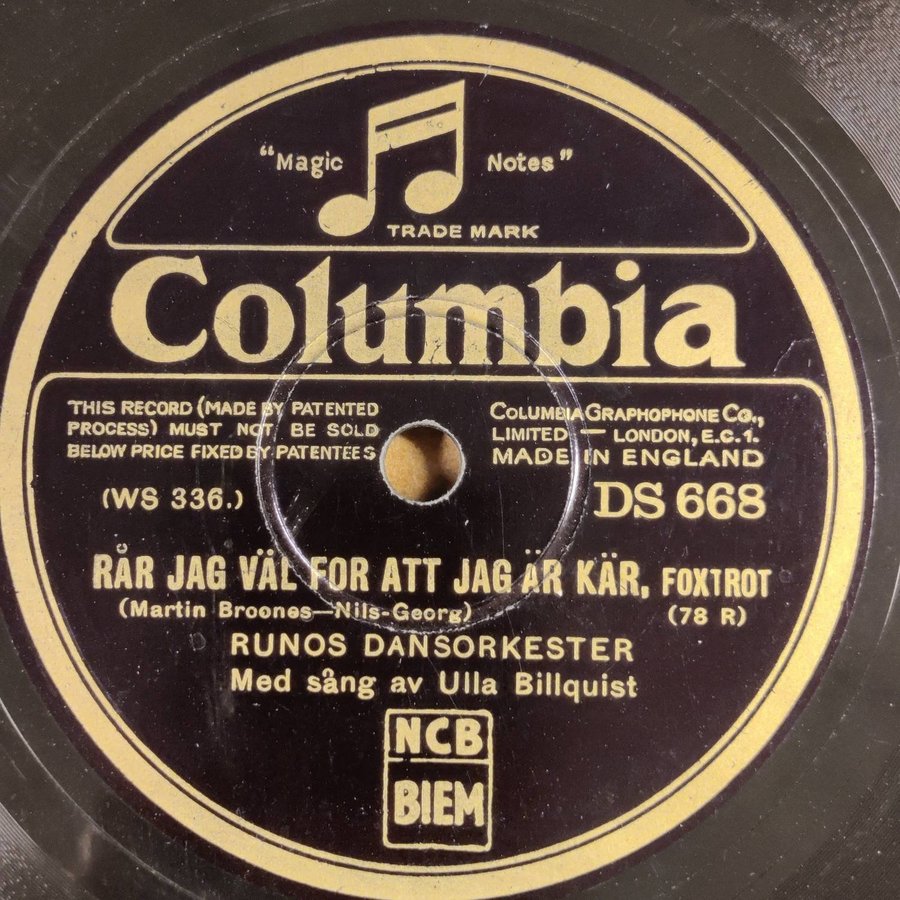 "Magic Notes"
TRADE MARK
Columbia
THIS RECORD (MADE BY PATENTED
PROCESS) MUST NOT BE SOLD
BELOW PRICE FIXED BY PATENTEES
COLUMBIA GRAPHOPHONE CO.,
LIMITED — LONDON, E.C.1.
MADE IN ENGLAND
(WS 336.)
DS 668
RÅR JAG VÄL FOR ATT JAG ÄR KÄR, FOXTROT
(Martin Broones—Nils-Georg) (78 R)
RUNOS DANSORKESTER
Med sång av Ulla Billquist
NCB
BIEM